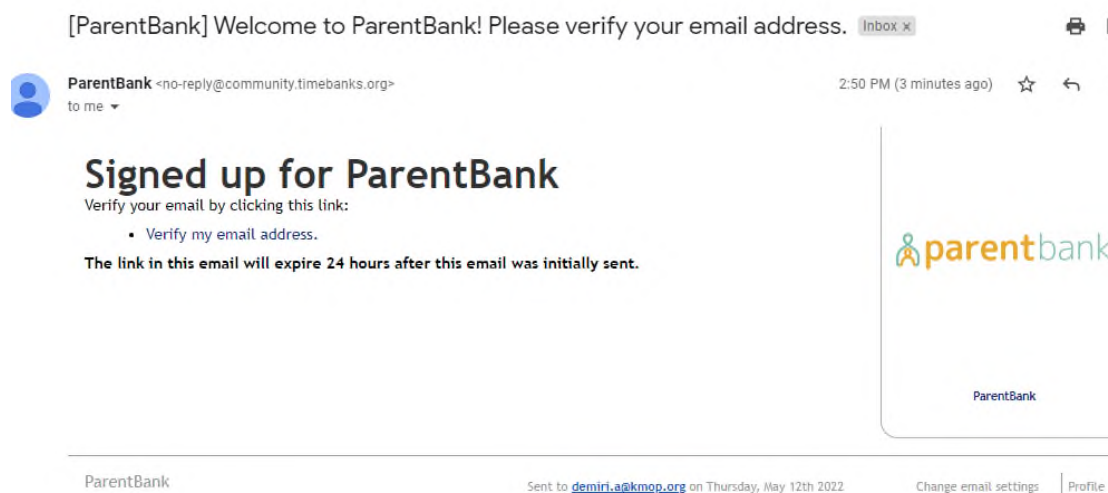 [ParentBank] Welcome to ParentBank! Please verify your email address. Inbox x
ParentBank <no-reply@community.timebanks.org> 2:50 PM (3 minutes ago)
to me
Signed up for ParentBank
Verify your email by clicking this link:
• Verify my email address.
The link in this email will expire 24 hours after this email was initially sent.
parentbank
ParentBank
ParentBank Sent to demiri.a@kmop.org on Thursday, May 12th 2022 Change email settings Profile